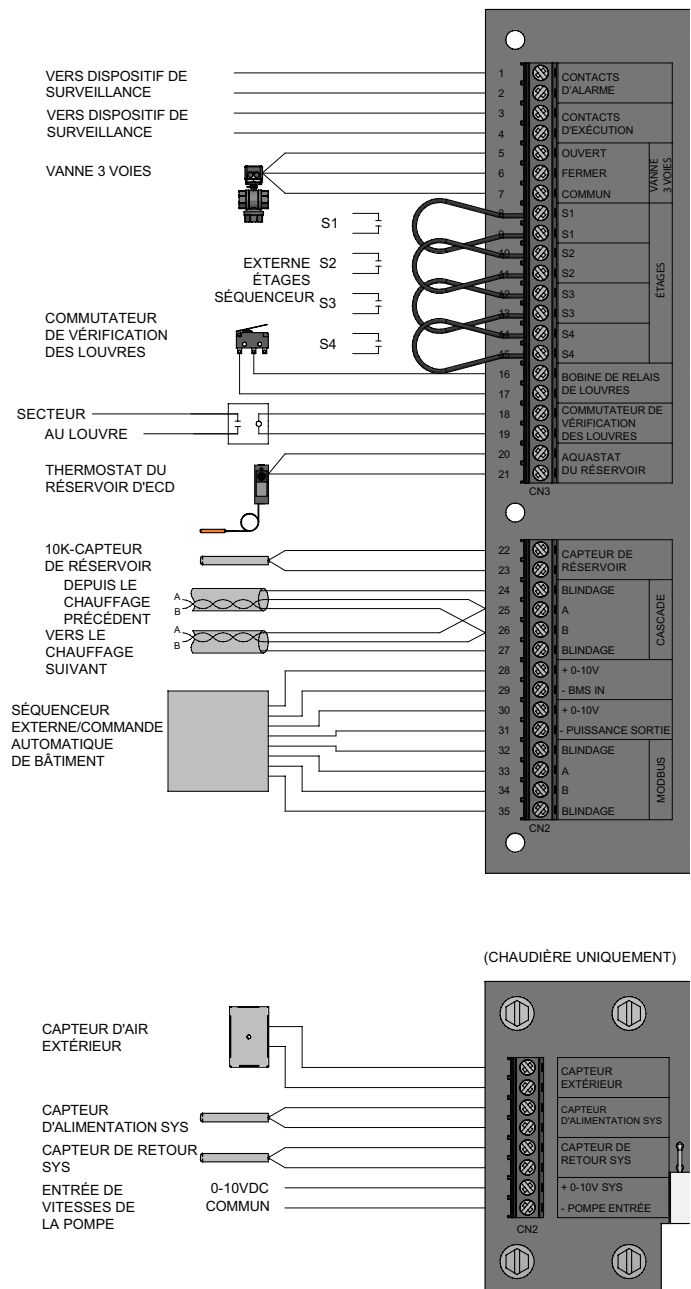 VERS DISPOSITIF DE
SURVEILLANCE
VERS DISPOSITIF DE
SURVEILLANCE
VANNE 3 VOIES
S1
EXTERNE
ÉTAGES
SÉQUENCEUR
S2
S3
S4
COMMUTATEUR
DE VÉRIFICATION
DES LOUVRES
SECTEUR
AU LOUVRE
THERMOSTAT DU
RÉSERVOIR D'ECD
10K-CAPTEUR
DE RÉSERVOIR
DEPUIS LE
CHAUFFAGE
PRÉCÉDENT
A
B
VERS LE
CHAUFFAGE
SUIVANT
A
B
SÉQUENCEUR
EXTERNE/COMMANDE
AUTOMATIQUE
DE BÂTIMENT
1
2
CONTACTS
D'ALARME
3
4
CONTACTS
D'EXÉCUTION
5 OUVERT
6 FERMER
7 COMMUN
VANNE
3 VOIES
8 S1
9 S1
10 S2
11 S2
12 S3
13 S3
14 S4
15 S4
ÉTAGES
16
17
BOBINE DE RELAIS
DE LOUVRES
18
19
COMMUTATEUR DE
VÉRIFICATION
DES LOUVRES
20
21
AQUASTAT
DU RÉSERVOIR
CN3
22
23
CAPTEUR DE
RÉSERVOIR
24 BLINDAGE
25 A
26 B
27 BLINDAGE
CASCADE
28 + 0-10V
29 - BMS IN
30 + 0-10V
31 - PUISSANCE SORTIE
32 BLINDAGE
33 A
34 B
35 BLINDAGE
MODBUS
CN2
(CHAUDIÈRE UNIQUEMENT)
CAPTEUR D'AIR
EXTÉRIEUR
CAPTEUR
D'ALIMENTATION SYS
CAPTEUR DE RETOUR
SYS
ENTRÉE DE
VITESSES DE
LA POMPE
0-10VDC
COMMUN
CAPTEUR
EXTÉRIEUR
CAPTEUR
D'ALIMENTATION SYS
CAPTEUR DE
RETOUR SYS
+ 0-10V SYS
- POMPE ENTRÉE
CN2